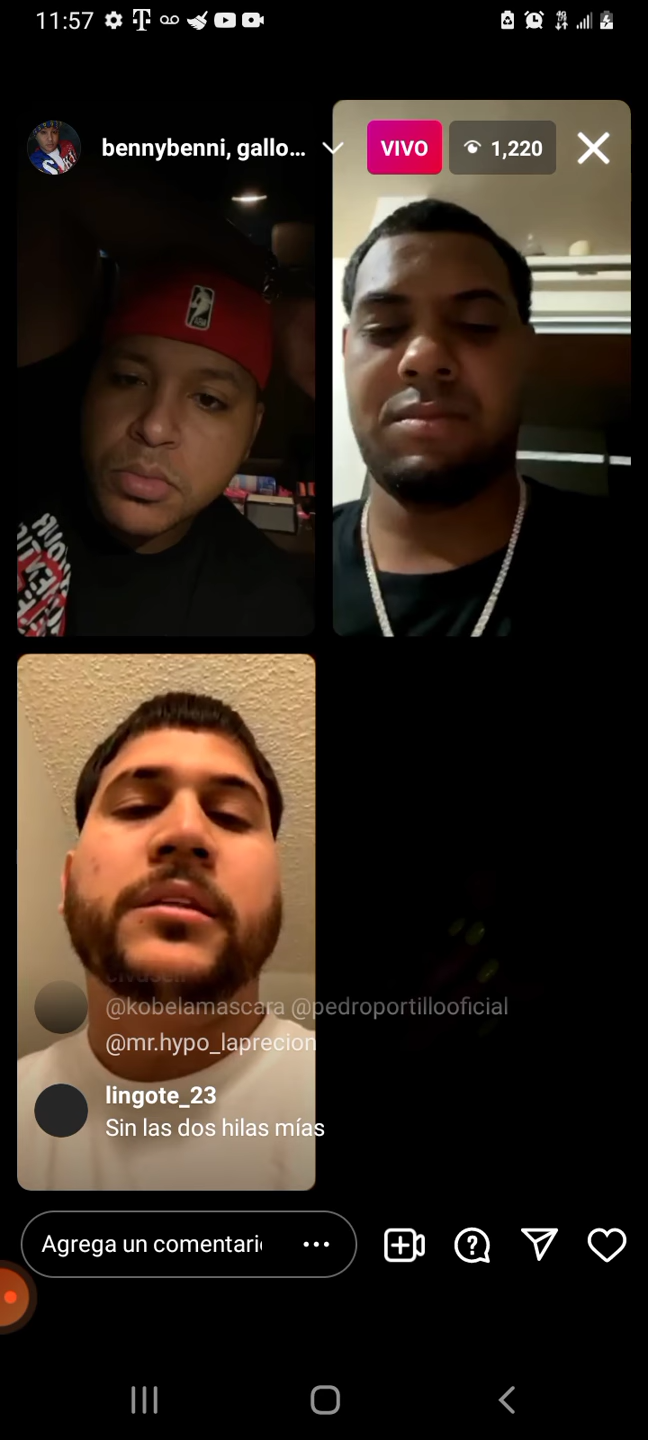 11:57
bennybenni, gallo...
VIVO
1,220
@kobelamascara @pedroportillooficial
@mr.hypo_laprecion
lingote_23
Sin las dos hilas mías
Agrega un comentari